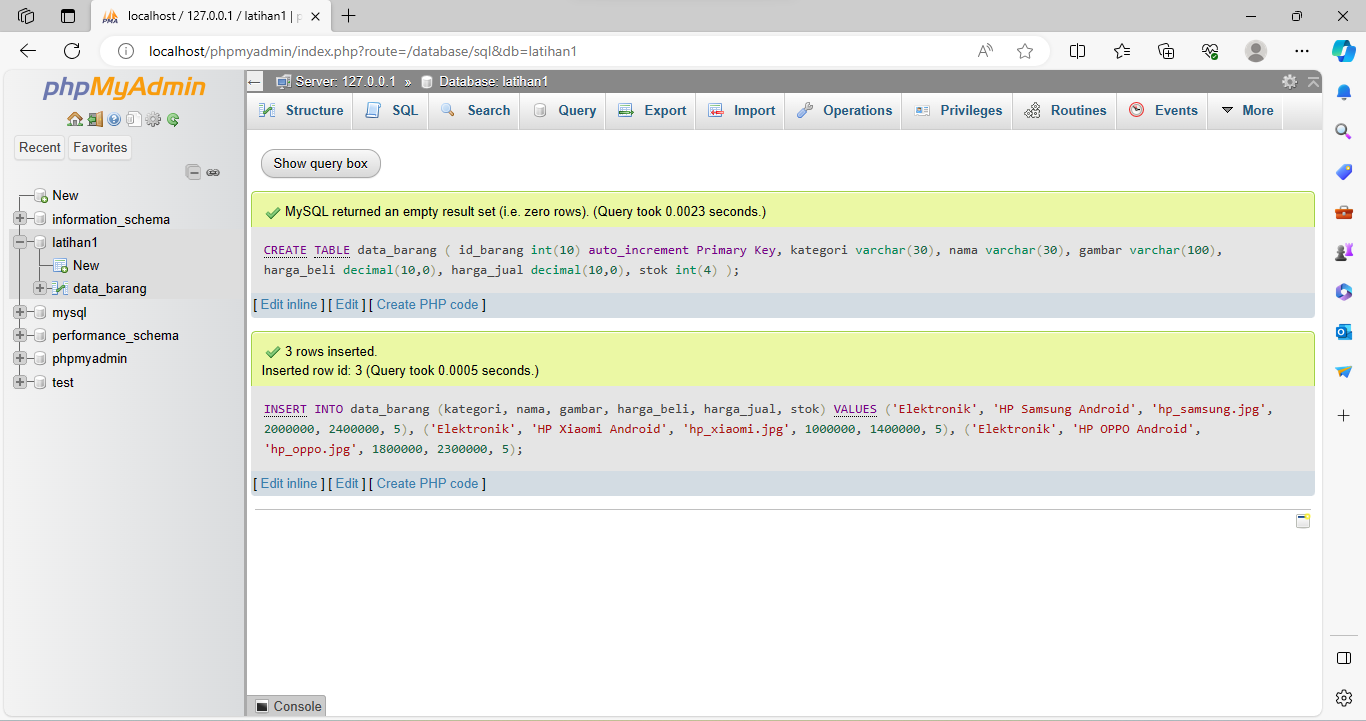 localhost / 127.0.0.1 / latihan1 | p
localhost/phpmyadmin/index.php?route=/database/sql&db=latihan1
phpMyAdmin
Recent Favorites
New
information_schema
latihan1
New
data_barang
mysql
performance_schema
phpmyadmin
test
Server: 127.0.0.1 » Database: latihan1
Structure SQL Search Query Export Import Operations Privileges Routines Events More
Show query box
MySQL returned an empty result set (i.e. zero rows). (Query took 0.0023 seconds.)
CREATE TABLE data_barang ( id_barang int(10) auto_increment Primary Key, kategori varchar(30), nama varchar(30), gambar varchar(100),
harga_beli decimal(10,0), harga_jual decimal(10,0), stok int(4) );
[ Edit inline ] [ Edit ] [ Create PHP code ]
3 rows inserted.
Inserted row id: 3 (Query took 0.0005 seconds.)
INSERT INTO data_barang (kategori, nama, gambar, harga_beli, harga_jual, stok) VALUES ('Elektronik', 'HP Samsung Android', 'hp_samsung.jpg',
2000000, 2400000, 5), ('Elektronik', 'HP Xiaomi Android', 'hp_xiaomi.jpg', 1000000, 1400000, 5), ('Elektronik', 'HP OPPO Android',
'hp_oppo.jpg', 1800000, 2300000, 5);
[ Edit inline ] [ Edit ] [ Create PHP code ]
Console